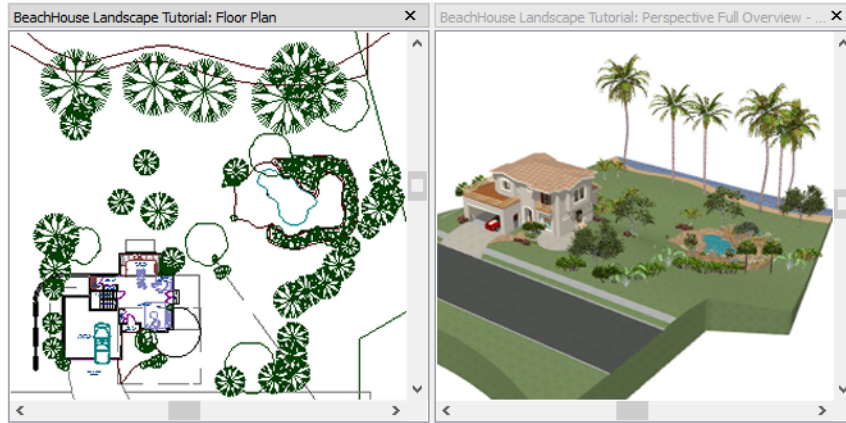 BeachHouse Landscape Tutorial: Floor Plan
BeachHouse Landscape Tutorial: Perspective Full Overview - ...